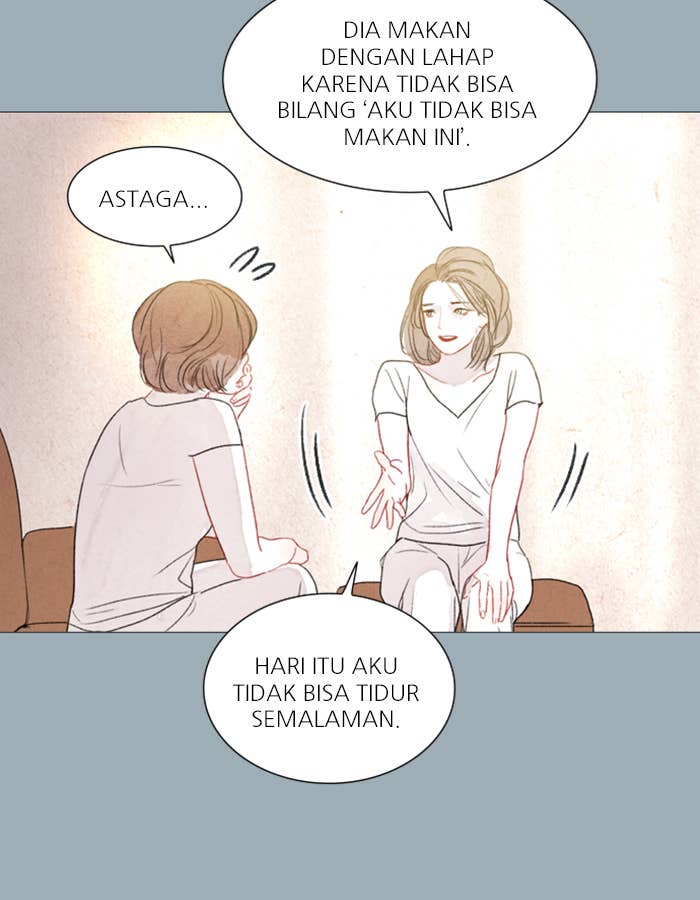 DIA MAKAN
DENGAN LAHAP
KARENA TIDAK BISA
BILANG ‘AKU TIDAK BISA
MAKAN INI’.
ASTAGA...
HARI ITU AKU
TIDAK BISA TIDUR
SEMALAMAN.